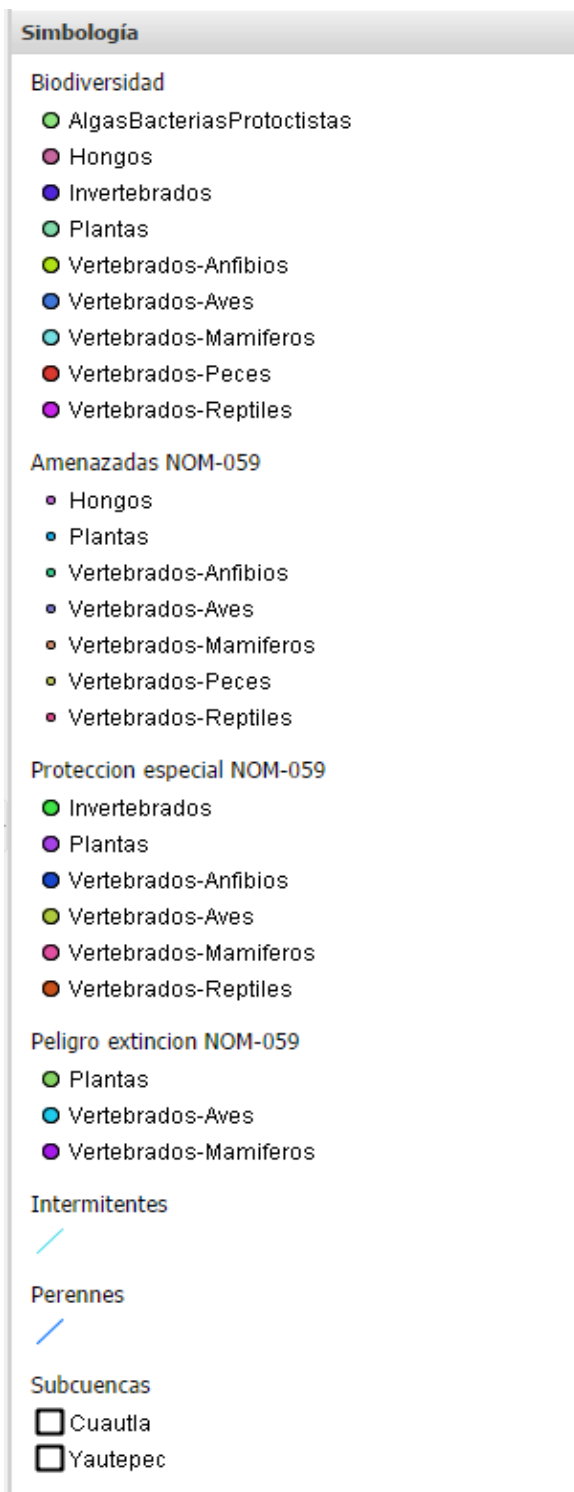 Simbología
Biodiversidad
AlgasBacteriasProtoctistas
Hongos
Invertebrados
Plantas
Vertebrados-Anfibios
Vertebrados-Aves
Vertebrados-Mamiferos
Vertebrados-Peces
Vertebrados-Reptiles
Amenazadas NOM-059
Hongos
Plantas
Vertebrados-Anfibios
Vertebrados-Aves
Vertebrados-Mamiferos
Vertebrados-Peces
Vertebrados-Reptiles
Proteccion especial NOM-059
Invertebrados
Plantas
Vertebrados-Anfibios
Vertebrados-Aves
Vertebrados-Mamiferos
Vertebrados-Reptiles
Peligro extincion NOM-059
Plantas
Vertebrados-Aves
Vertebrados-Mamiferos
Intermitentes
Perennes
Subcuencas
Cuautla
Yautepec